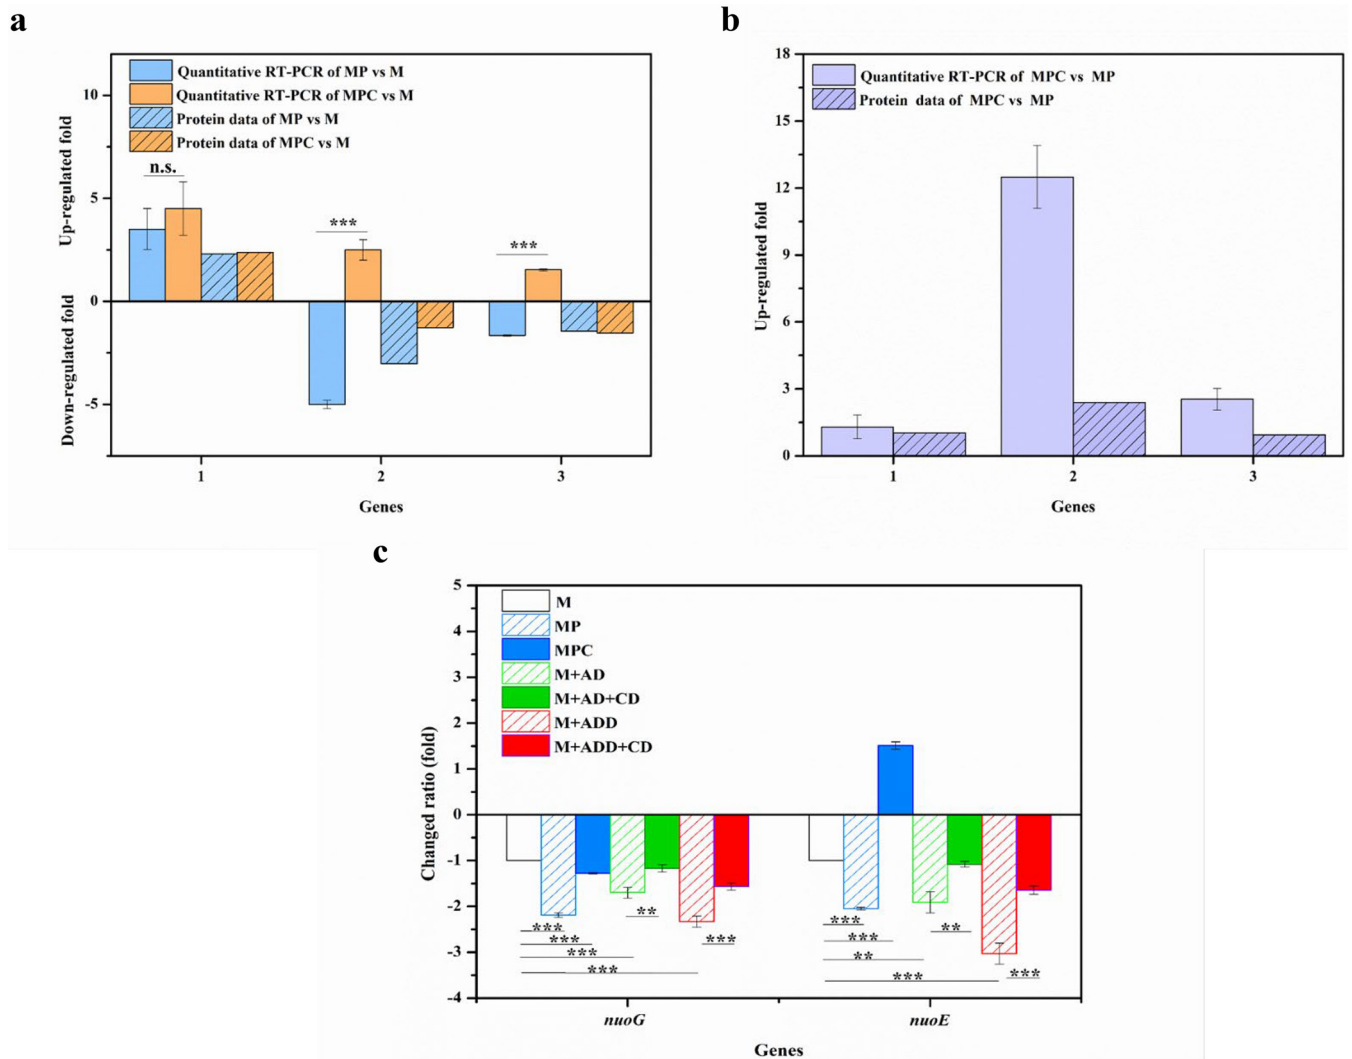 a
Up-regulated fold
Down-regulated fold
10
5
0
-5
Quantitative RT-PCR of MP vs M
Quantitative RT-PCR of MPC vs M
Protein data of MP vs M
Protein data of MPC vs M
n.s.
***
***
1
2
3
Genes
b
Up-regulated fold
18
15
12
9
6
3
0
Quantitative RT-PCR of MPC vs MP
Protein data of MPC vs MP
1
2
3
Genes
c
Changed ratio (fold)
5
4
3
2
1
0
-1
-2
-3
-4
M
MP
MPC
M+AD
M+AD+CD
M+ADD
M+ADD+CD
***
***
***
***
**
***
***
***
**
***
**
***
nuoG
nuoE
Genes